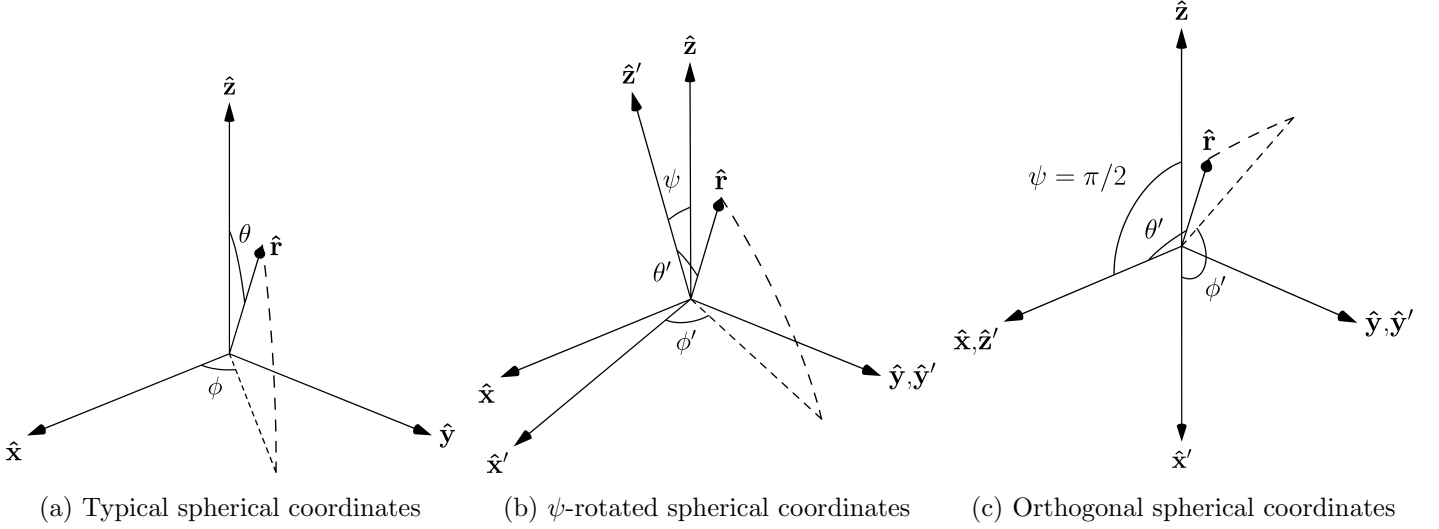 ẑ
θ
r̂
ϕ
x̂
ŷ
(a) Typical spherical coordinates
ẑ′
ẑ
ψ
r̂
θ′
ϕ′
x̂
ŷ,ŷ′
x̂′
(b) ψ-rotated spherical coordinates
ẑ
r̂
ψ = π/2
θ′
ϕ′
x̂,ẑ′
ŷ,ŷ′
x̂′
(c) Orthogonal spherical coordinates